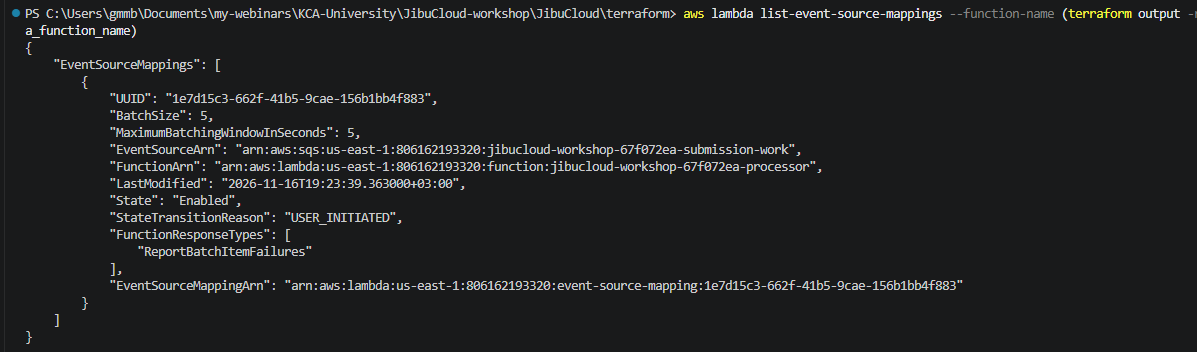 PS C:\Users\gmmb\Documents\my-webinars\KCA-University\JibuCloud-workshop\JibuCloud\terraform> aws lambda list-event-source-mappings --function-name (terraform output -r
a_function_name)
{
    "EventSourceMappings": [
        {
            "UUID": "1e7d15c3-662f-41b5-9cae-156b1bb4f883",
            "BatchSize": 5,
            "MaximumBatchingWindowInSeconds": 5,
            "EventSourceArn": "arn:aws:sqs:us-east-1:806162193320:jibucloud-workshop-67f072ea-submission-work",
            "FunctionArn": "arn:aws:lambda:us-east-1:806162193320:function:jibucloud-workshop-67f072ea-processor",
            "LastModified": "2026-11-16T19:23:39.363000+03:00",
            "State": "Enabled",
            "StateTransitionReason": "USER_INITIATED",
            "FunctionResponseTypes": [
                "ReportBatchItemFailures"
            ],
            "EventSourceMappingArn": "arn:aws:lambda:us-east-1:806162193320:event-source-mapping:1e7d15c3-662f-41b5-9cae-156b1bb4f883"
        }
    ]
}